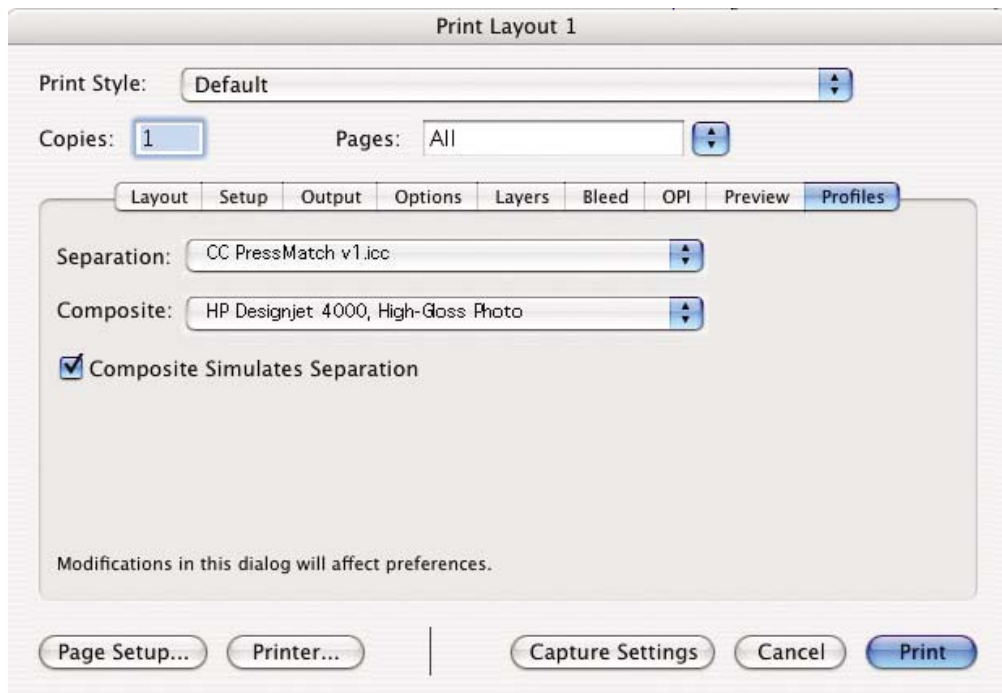 Print Layout 1
Print Style: Default
Copies: 1 Pages: All
Layout Setup Output Options Layers Bleed OPI Preview Profiles
Separation: CC PressMatch v1.icc
Composite: HP Designjet 4000, High-Gloss Photo
Composite Simulates Separation
Modifications in this dialog will affect preferences.
Page Setup... Printer... Capture Settings Cancel Print